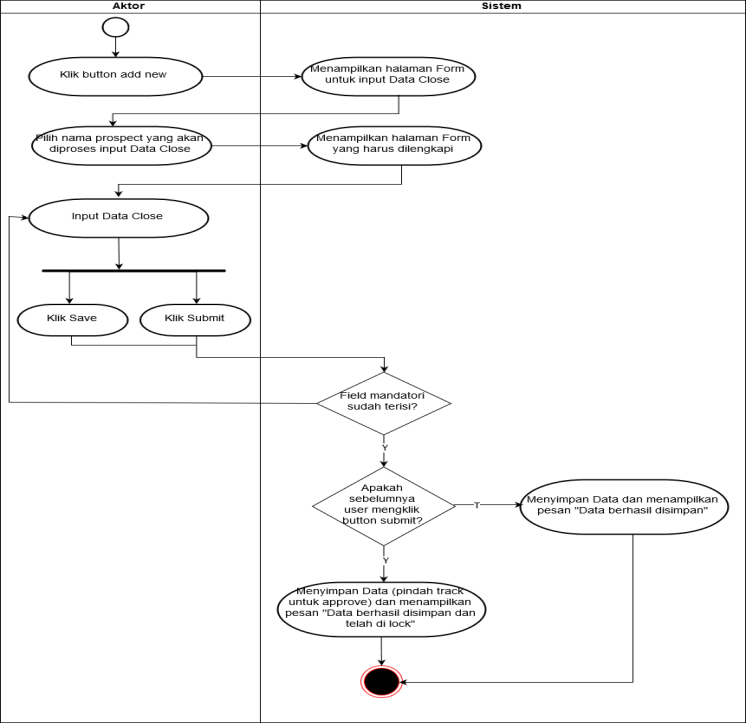 Aktor
Sistem
Klik button add new
Menampilkan halaman Form
untuk input Data Close
Pilih nama prospect yang akan
diproses input Data Close
Menampilkan halaman Form
yang harus dilengkapi
Input Data Close
Klik Save
Klik Submit
Field mandatori
sudah terisi?
Y
Apakah
sebelumnya
user mengklik
button submit?
T
Menyimpan Data dan menampilkan
pesan "Data berhasil disimpan"
Y
Menyimpan Data (pindah track
untuk approve) dan menampilkan
pesan "Data berhasil disimpan dan
telah di lock"